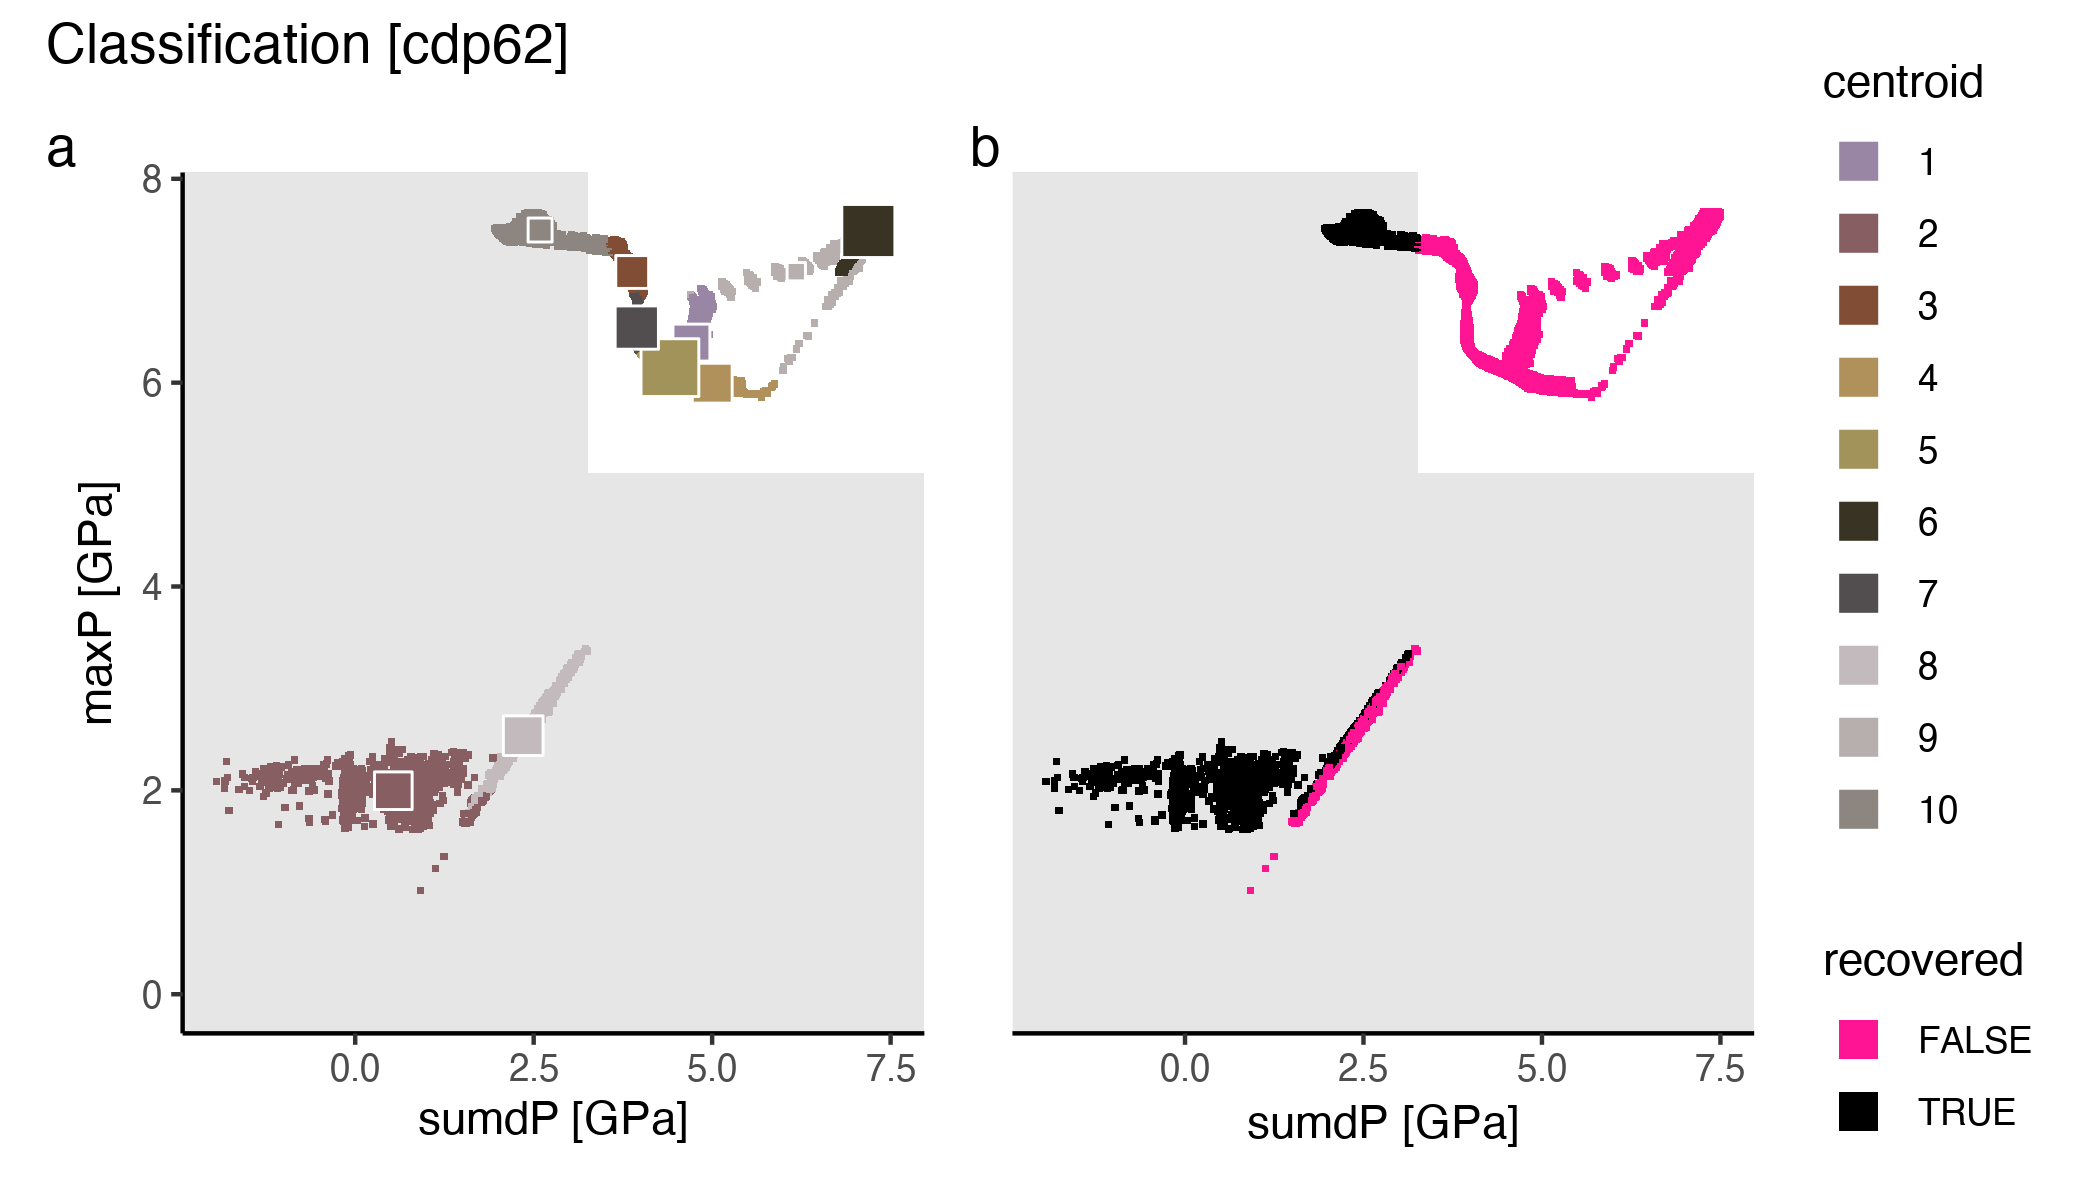 Classification [cdp62]
a
b
8
6
4
2
0
maxP [GPa]
0.0 2.5 5.0 7.5
sumdP [GPa]
0.0 2.5 5.0 7.5
sumdP [GPa]
centroid
1
2
3
4
5
6
7
8
9
10
recovered
FALSE
TRUE